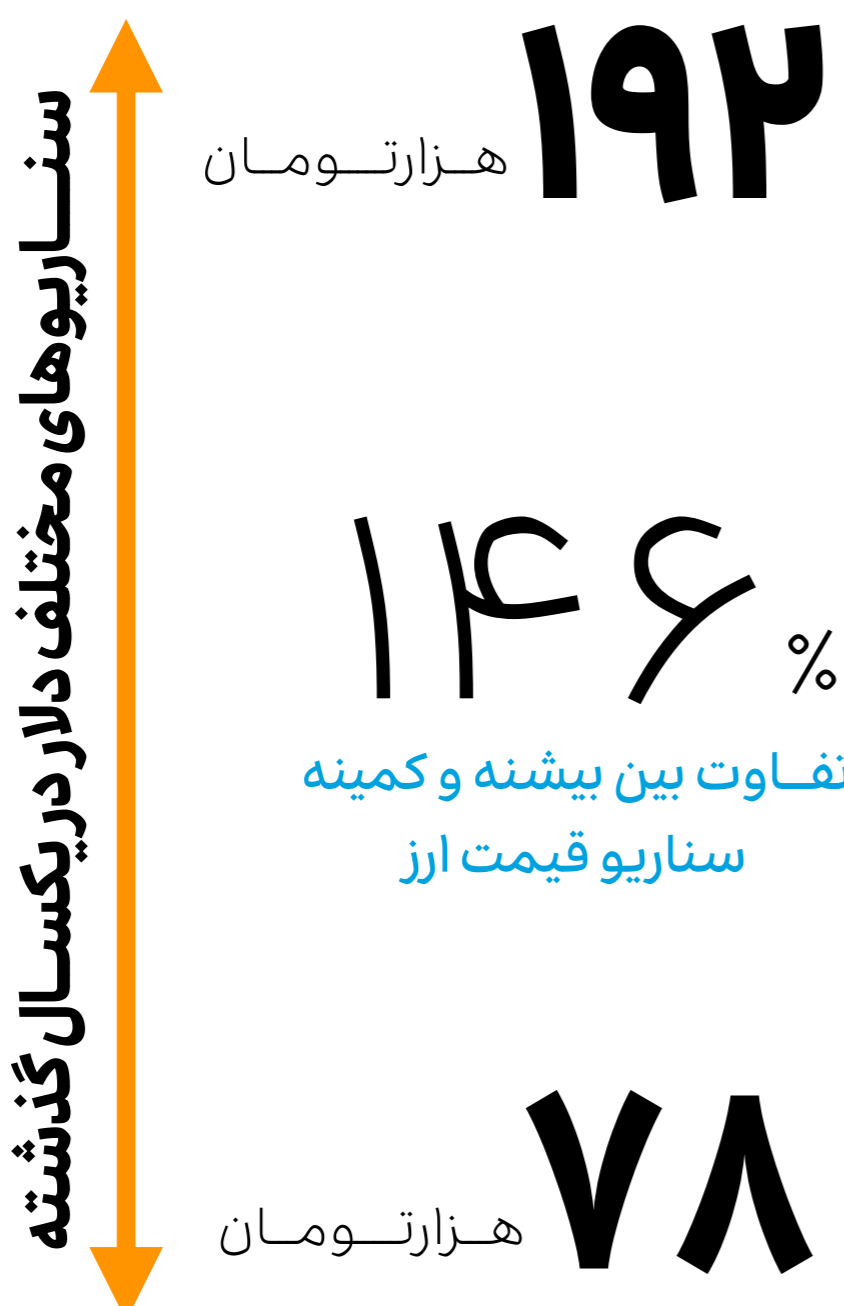 سناریوهای مختلف دلار در یکسال گذشته
۱۹۲ هزارتومان
۱۴۶ %
تفاوت بین بیشنه و کمینه
سناریو قیمت ارز
۷۸ هزارتومان